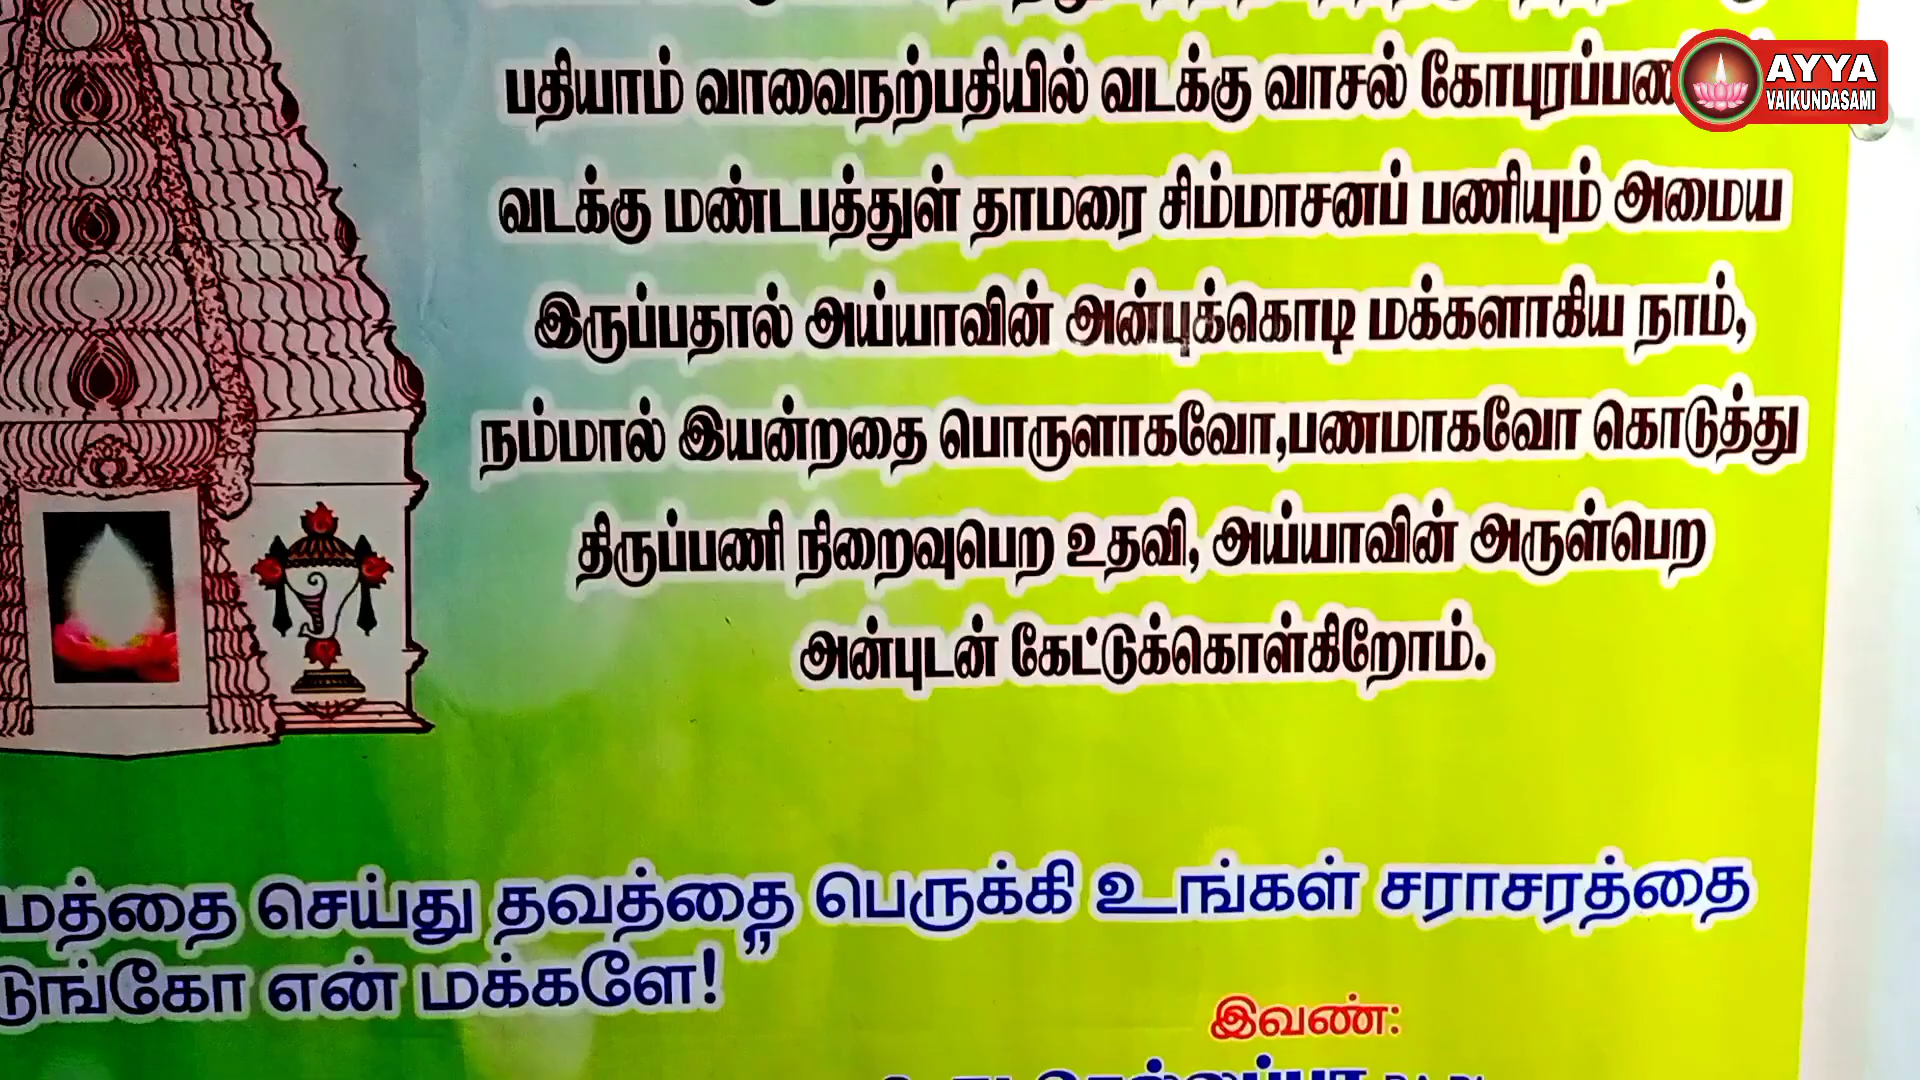 பதியாம் வாவைநற்பதியில் வடக்கு வாசல் கோபுரப்பண
AYYA
VAIKUNDASAMI
வடக்கு மண்டபத்துள் தாமரை சிம்மாசனப் பணியும் அமைய
இருப்பதால் அய்யாவின் அன்புக்கொடி மக்களாகிய நாம்,
நம்மால் இயன்றதை பொருளாகவோ,பணமாகவோ கொடுத்து
திருப்பணி நிறைவுபெற உதவி, அய்யாவின் அருள்பெற
அன்புடன் கேட்டுக்கொள்கிறோம்.
மத்தை செய்து தவத்தை பெருக்கி உங்கள் சராசரத்தை
டுங்கோ என் மக்களே!”
இவண்: